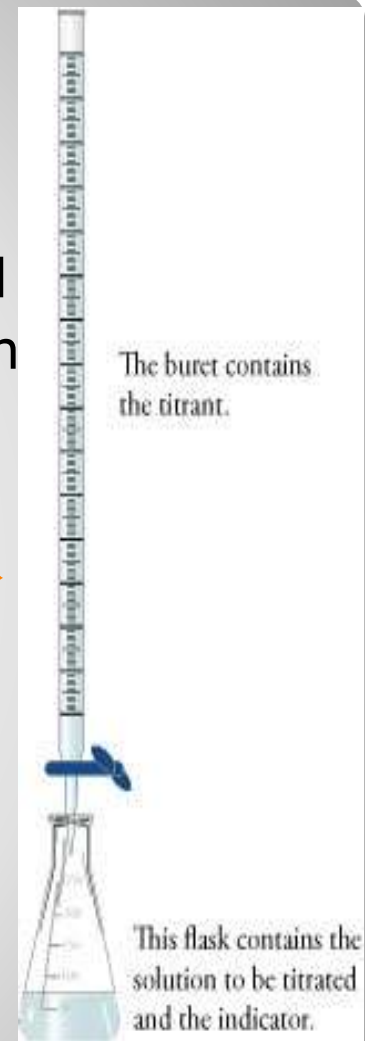 The buret contains
the titrant.
This flask contains the
solution to be titrated
and the indicator.